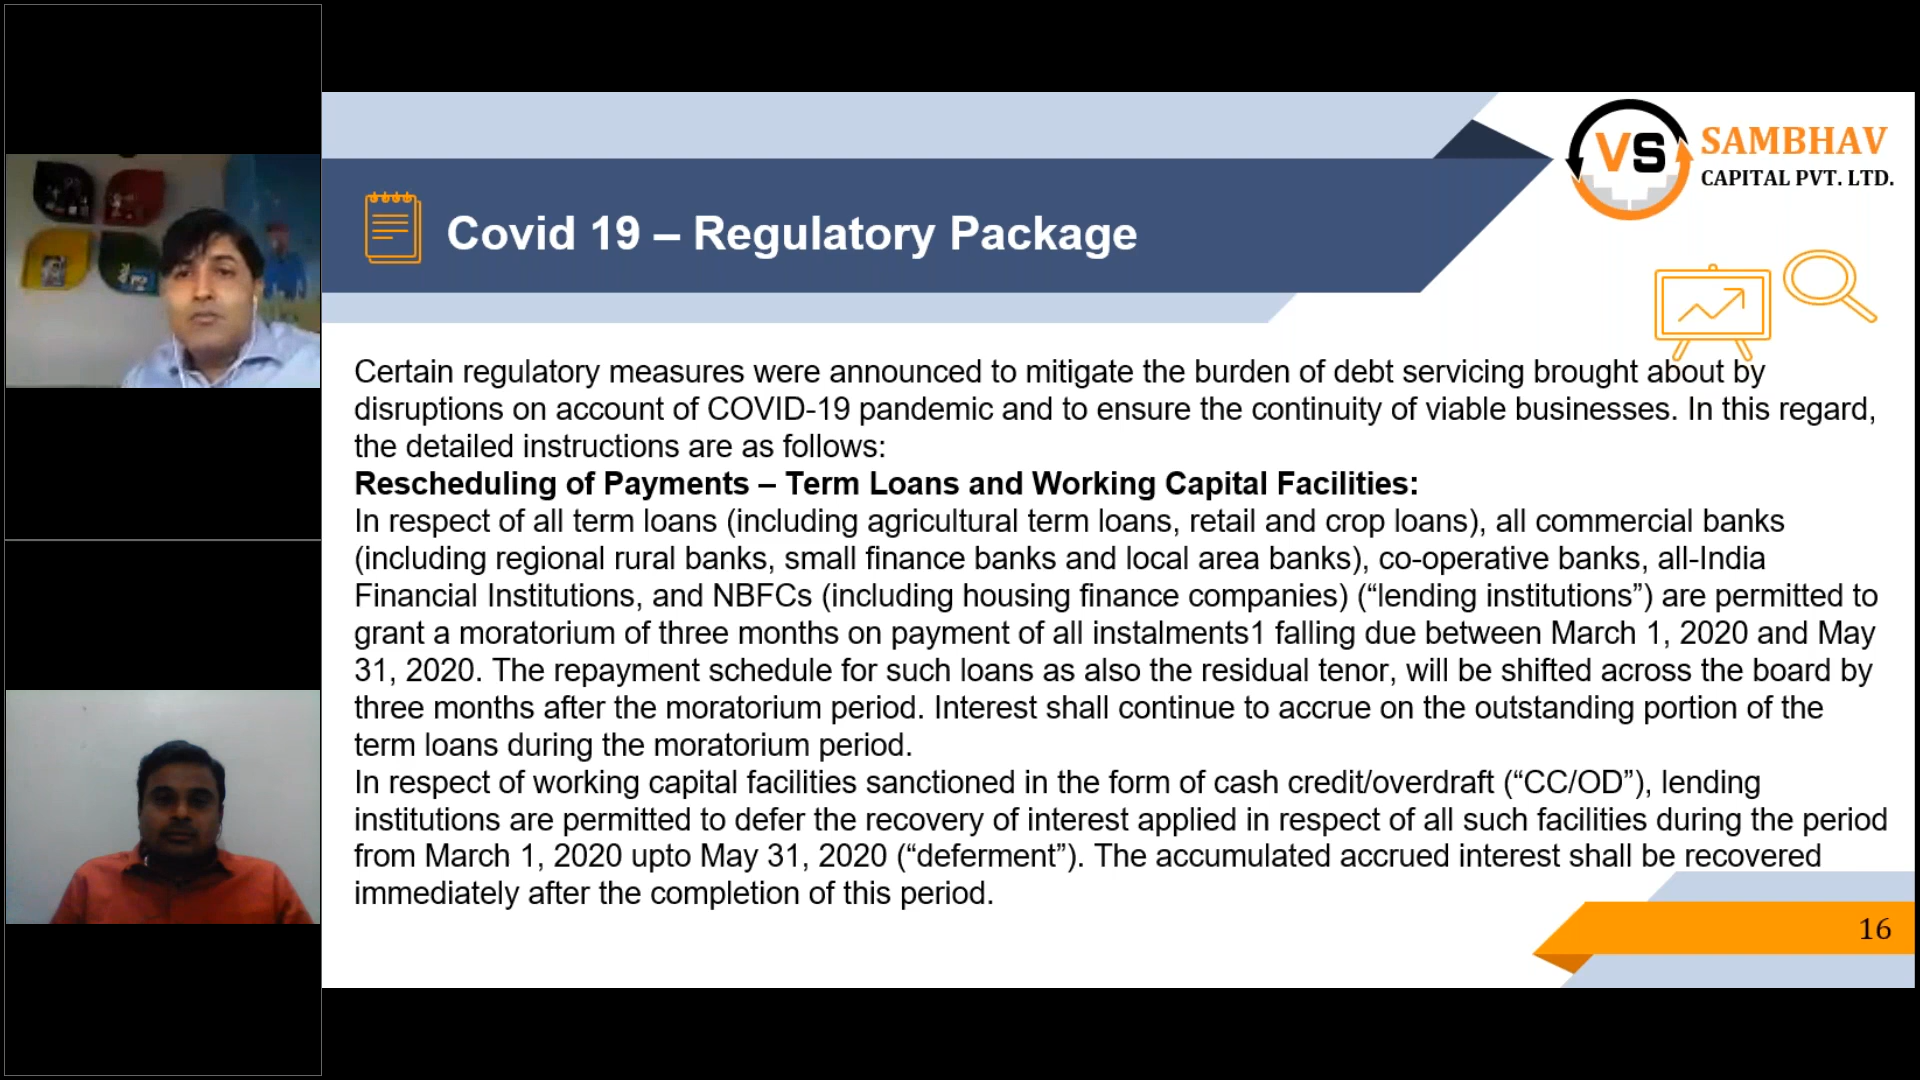 VS
SAMBHAV
CAPITAL PVT. LTD.
Covid 19 – Regulatory Package
Certain regulatory measures were announced to mitigate the burden of debt servicing brought about by
disruptions on account of COVID-19 pandemic and to ensure the continuity of viable businesses. In this regard,
the detailed instructions are as follows:
Rescheduling of Payments – Term Loans and Working Capital Facilities:
In respect of all term loans (including agricultural term loans, retail and crop loans), all commercial banks
(including regional rural banks, small finance banks and local area banks), co-operative banks, all-India
Financial Institutions, and NBFCs (including housing finance companies) (“lending institutions”) are permitted to
grant a moratorium of three months on payment of all instalments1 falling due between March 1, 2020 and May
31, 2020. The repayment schedule for such loans as also the residual tenor, will be shifted across the board by
three months after the moratorium period. Interest shall continue to accrue on the outstanding portion of the
term loans during the moratorium period.
In respect of working capital facilities sanctioned in the form of cash credit/overdraft (“CC/OD”), lending
institutions are permitted to defer the recovery of interest applied in respect of all such facilities during the period
from March 1, 2020 upto May 31, 2020 (“deferment”). The accumulated accrued interest shall be recovered
immediately after the completion of this period.
16